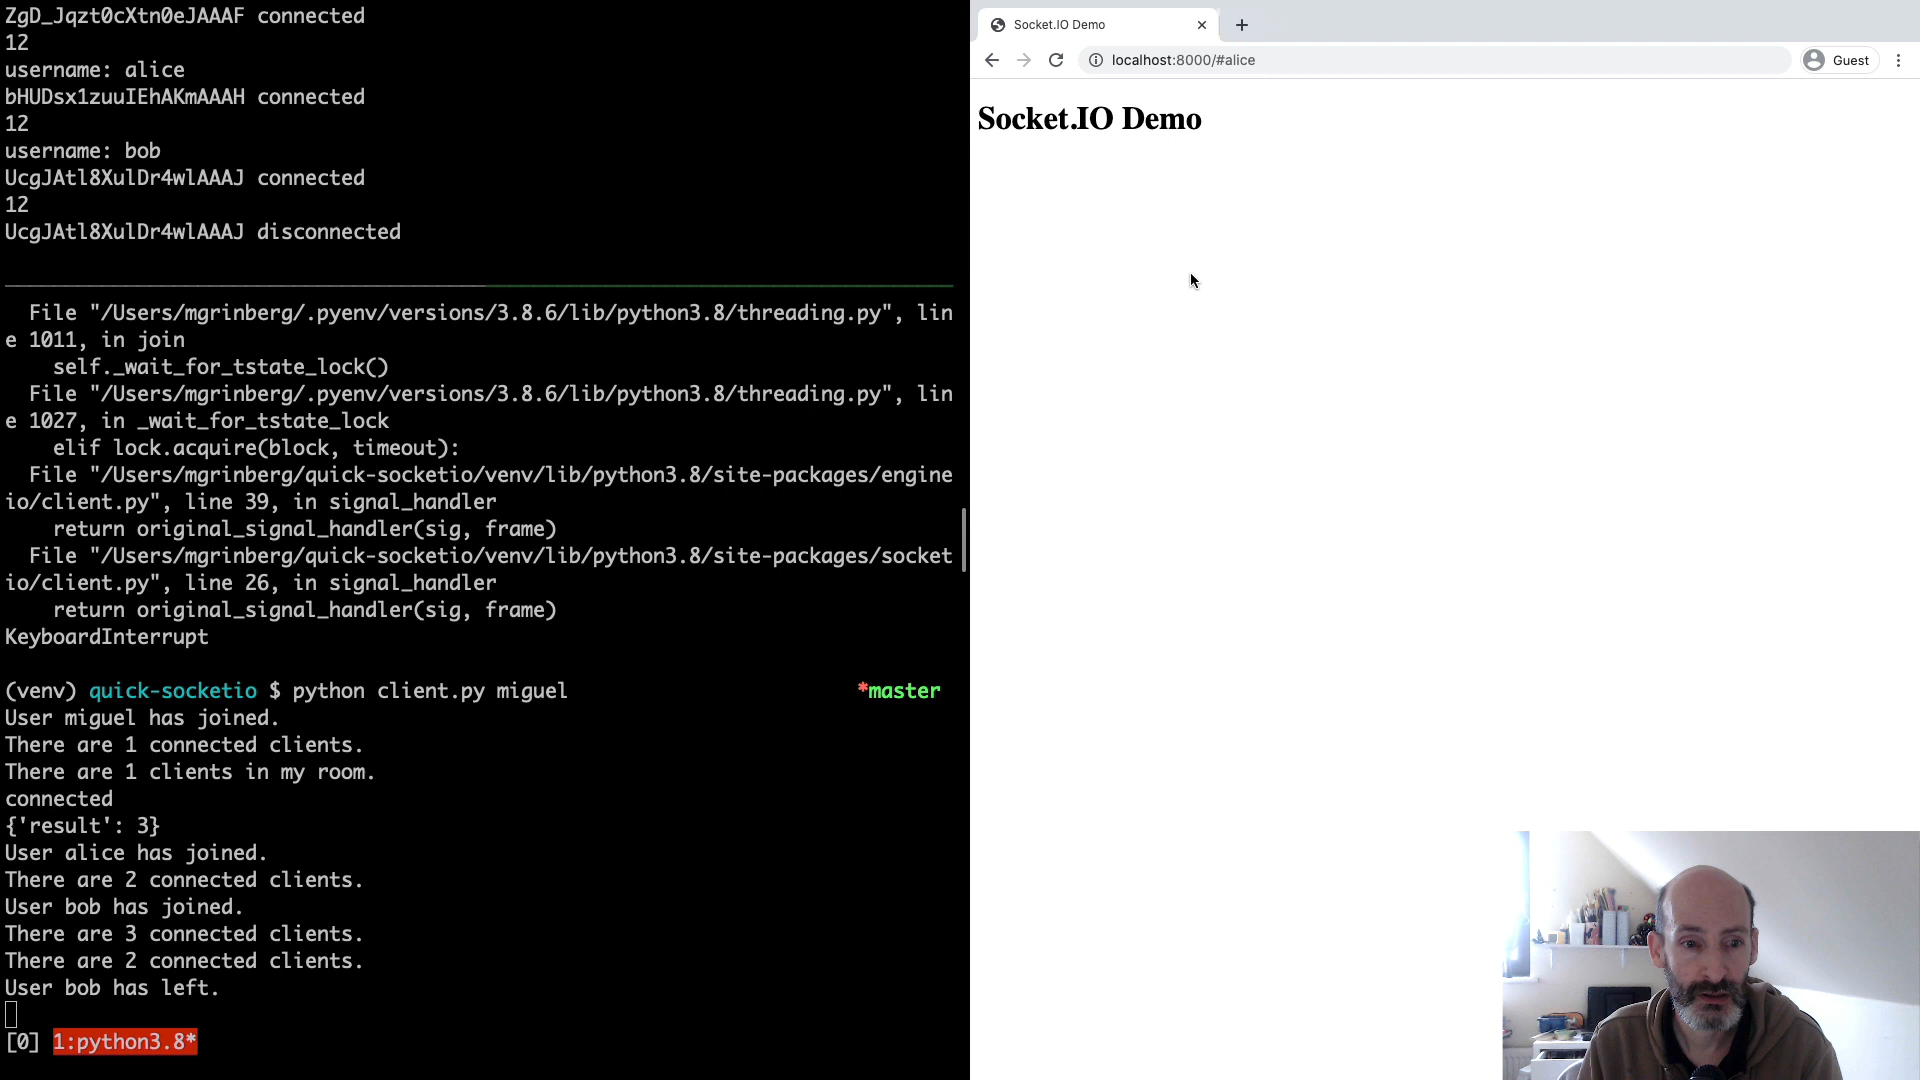 ZgD_Jqzt0cXtn0eJAAAF connected
12
username: alice
bHUDsx1zuuIEhAKmAAAH connected
12
username: bob
UcgJAtl8XulDr4wlAAAJ connected
12
UcgJAtl8XulDr4wlAAAJ disconnected
File "/Users/mgrinberg/.pyenv/versions/3.8.6/lib/python3.8/threading.py", lin
e 1011, in join
self._wait_for_tstate_lock()
File "/Users/mgrinberg/.pyenv/versions/3.8.6/lib/python3.8/threading.py", lin
e 1027, in _wait_for_tstate_lock
elif lock.acquire(block, timeout):
File "/Users/mgrinberg/quick-socketio/venv/lib/python3.8/site-packages/engine
io/client.py", line 39, in signal_handler
return original_signal_handler(sig, frame)
File "/Users/mgrinberg/quick-socketio/venv/lib/python3.8/site-packages/socket
io/client.py", line 26, in signal_handler
return original_signal_handler(sig, frame)
KeyboardInterrupt
(venv) quick-socketio $ python client.py miguel *master
User miguel has joined.
There are 1 connected clients.
There are 1 clients in my room.
connected
{'result': 3}
User alice has joined.
There are 2 connected clients.
User bob has joined.
There are 3 connected clients.
There are 2 connected clients.
User bob has left.
[0] 1:python3.8*
Socket.IO Demo
localhost:8000/#alice
Guest
Socket.IO Demo